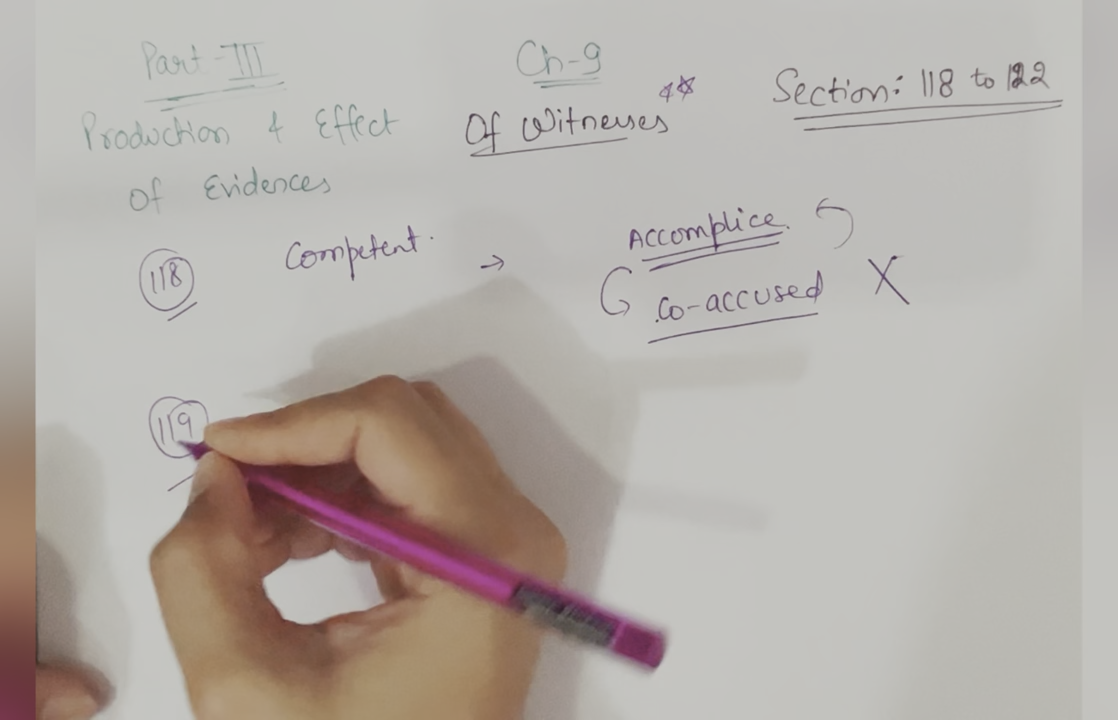 Part-III
Production & Effect
Of Evidences
Ch-9
Of Witnesses
Section: 118 to 122
118 Competent. → Accomplice.
Co-accused X
119